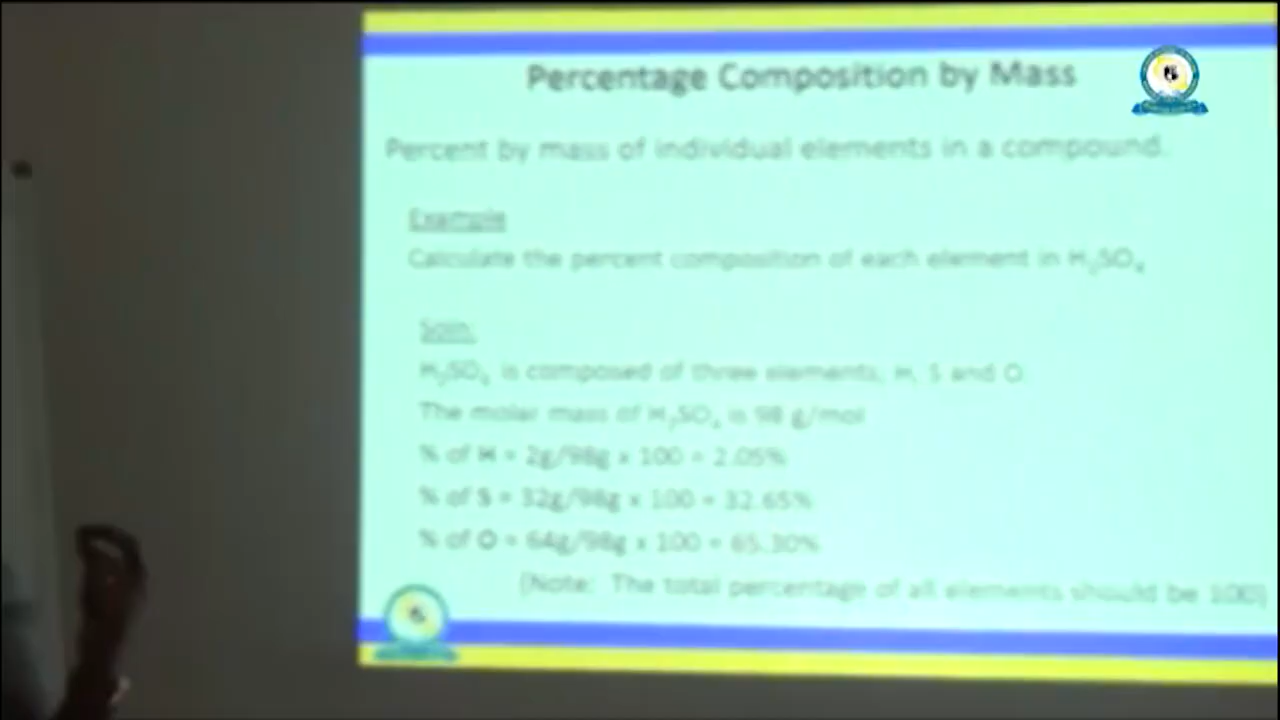 Percentage Composition by Mass
Percent by mass of individual elements in a compound.
Example
Calculate the percent composition of each element in H₂SO₄
Soln.
H₂SO₄ is composed of three elements, H, S and O.
The molar mass of H₂SO₄ is 98 g/mol
% of H = 2g/98g x 100 = 2.05%
% of S = 32g/98g x 100 = 32.65%
% of O = 64g/98g x 100 = 65.30%
(Note: The total percentage of all elements should be 100)